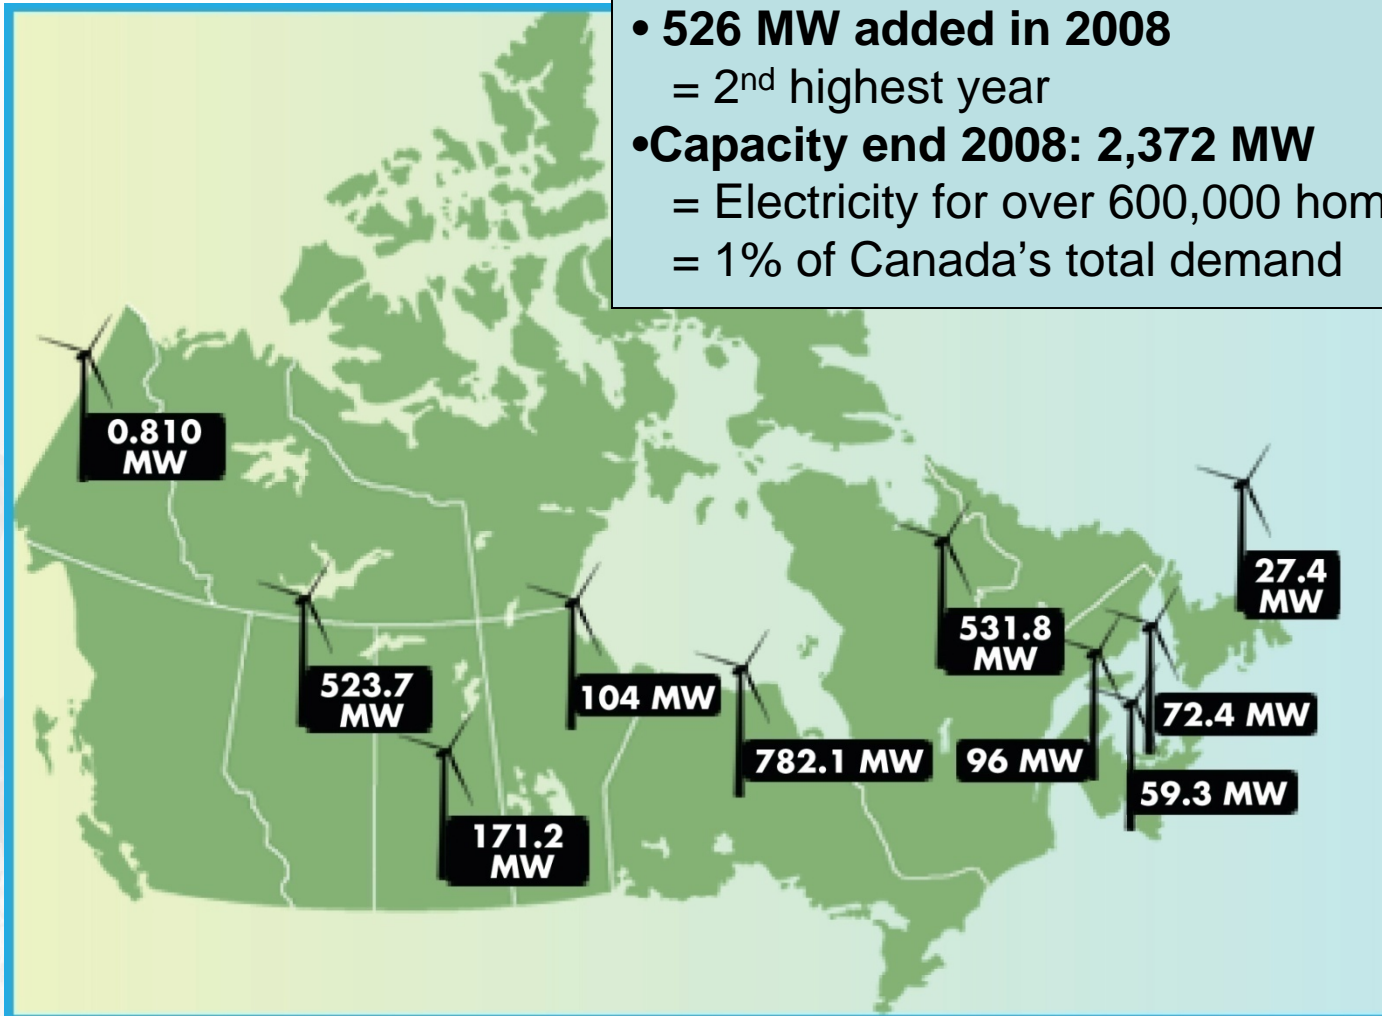 • 526 MW added in 2008
= 2nd highest year
•Capacity end 2008: 2,372 MW
= Electricity for over 600,000 hom
= 1% of Canada’s total demand
0.810
MW
27.4
MW
531.8
MW
523.7
MW
104 MW
72.4 MW
782.1 MW
96 MW
59.3 MW
171.2
MW